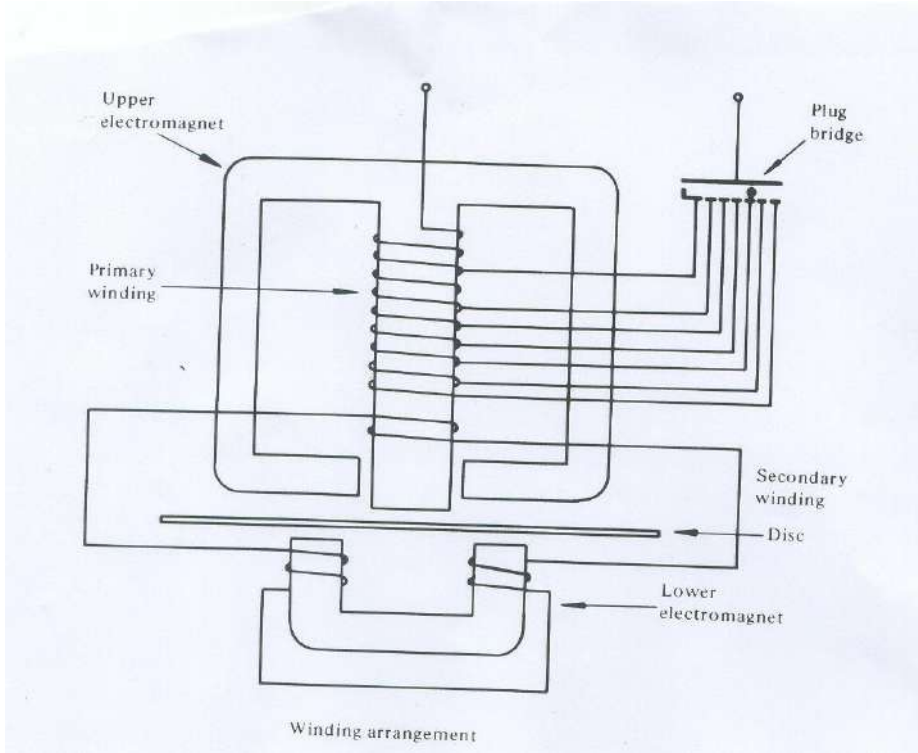 Upper
electromagnet
Plug
bridge
Primary
winding
Secondary
winding
Disc
Lower
electromagnet
Winding arrangement